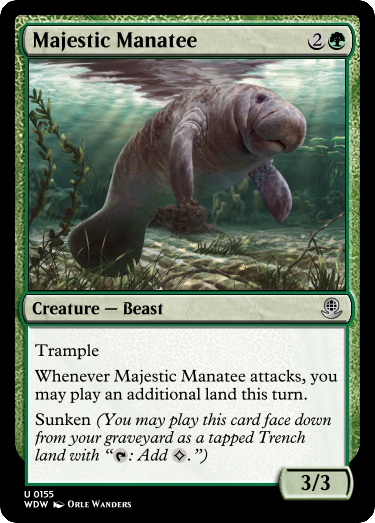 Majestic Manatee 2
Creature — Beast
Trample
Whenever Majestic Manatee attacks, you
may play an additional land this turn.
Sunken (You may play this card face down
from your graveyard as a tapped Trench
land with “: Add .”)
3/3
U 0155
WDW Orle Wanders